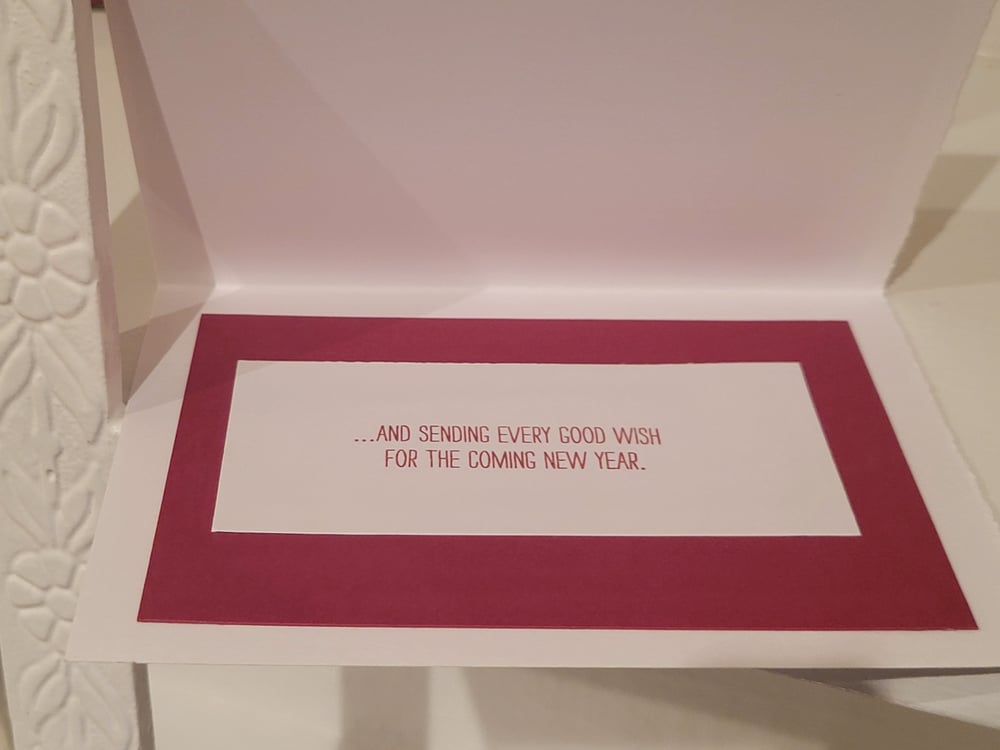 ...AND SENDING EVERY GOOD WISH
FOR THE COMING NEW YEAR.